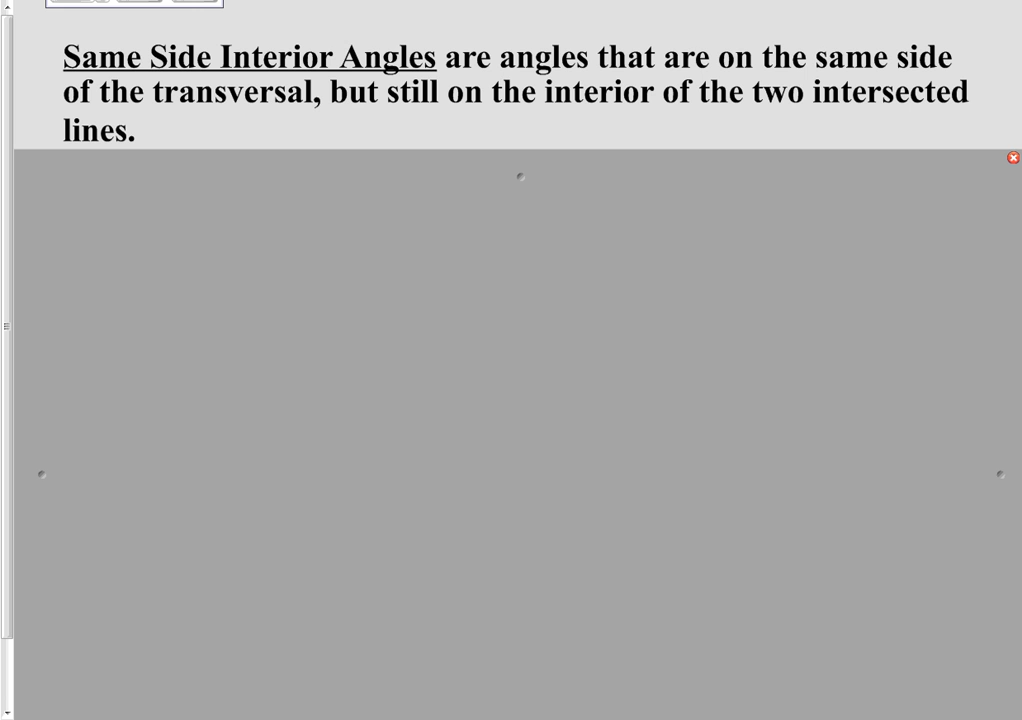 Same Side Interior Angles are angles that are on the same side
of the transversal, but still on the interior of the two intersected
lines.